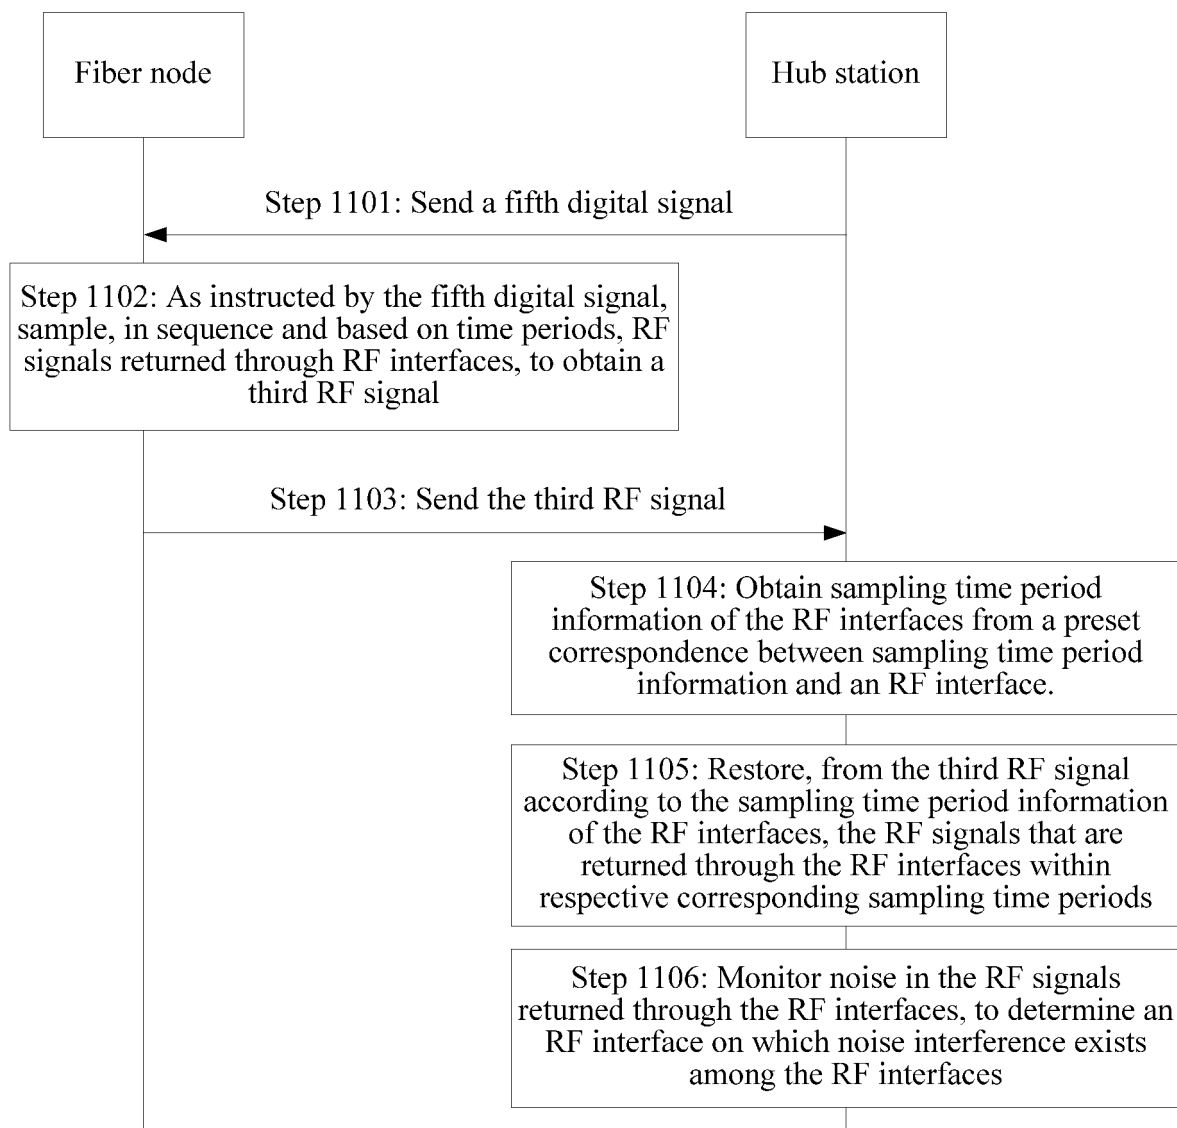 Fiber node
Hub station
Step 1101: Send a fifth digital signal
Step 1102: As instructed by the fifth digital signal,
sample, in sequence and based on time periods, RF
signals returned through RF interfaces, to obtain a
third RF signal
Step 1103: Send the third RF signal
Step 1104: Obtain sampling time period
information of the RF interfaces from a preset
correspondence between sampling time period
information and an RF interface.
Step 1105: Restore, from the third RF signal
according to the sampling time period information
of the RF interfaces, the RF signals that are
returned through the RF interfaces within
respective corresponding sampling time periods
Step 1106: Monitor noise in the RF signals
returned through the RF interfaces, to determine an
RF interface on which noise interference exists
among the RF interfaces